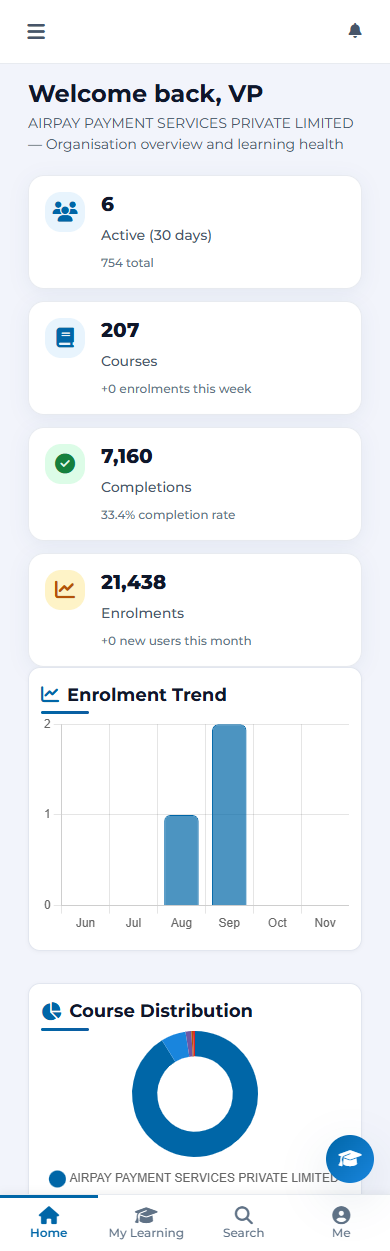 Welcome back, VP
AIRPAY PAYMENT SERVICES PRIVATE LIMITED
— Organisation overview and learning health
6
Active (30 days)
754 total
207
Courses
+0 enrolments this week
7,160
Completions
33.4% completion rate
21,438
Enrolments
+0 new users this month
Enrolment Trend
2
1
0
Jun Jul Aug Sep Oct Nov
Course Distribution
AIRPAY PAYMENT SERVICES PRIVATE LIMITED
Home My Learning Search Me